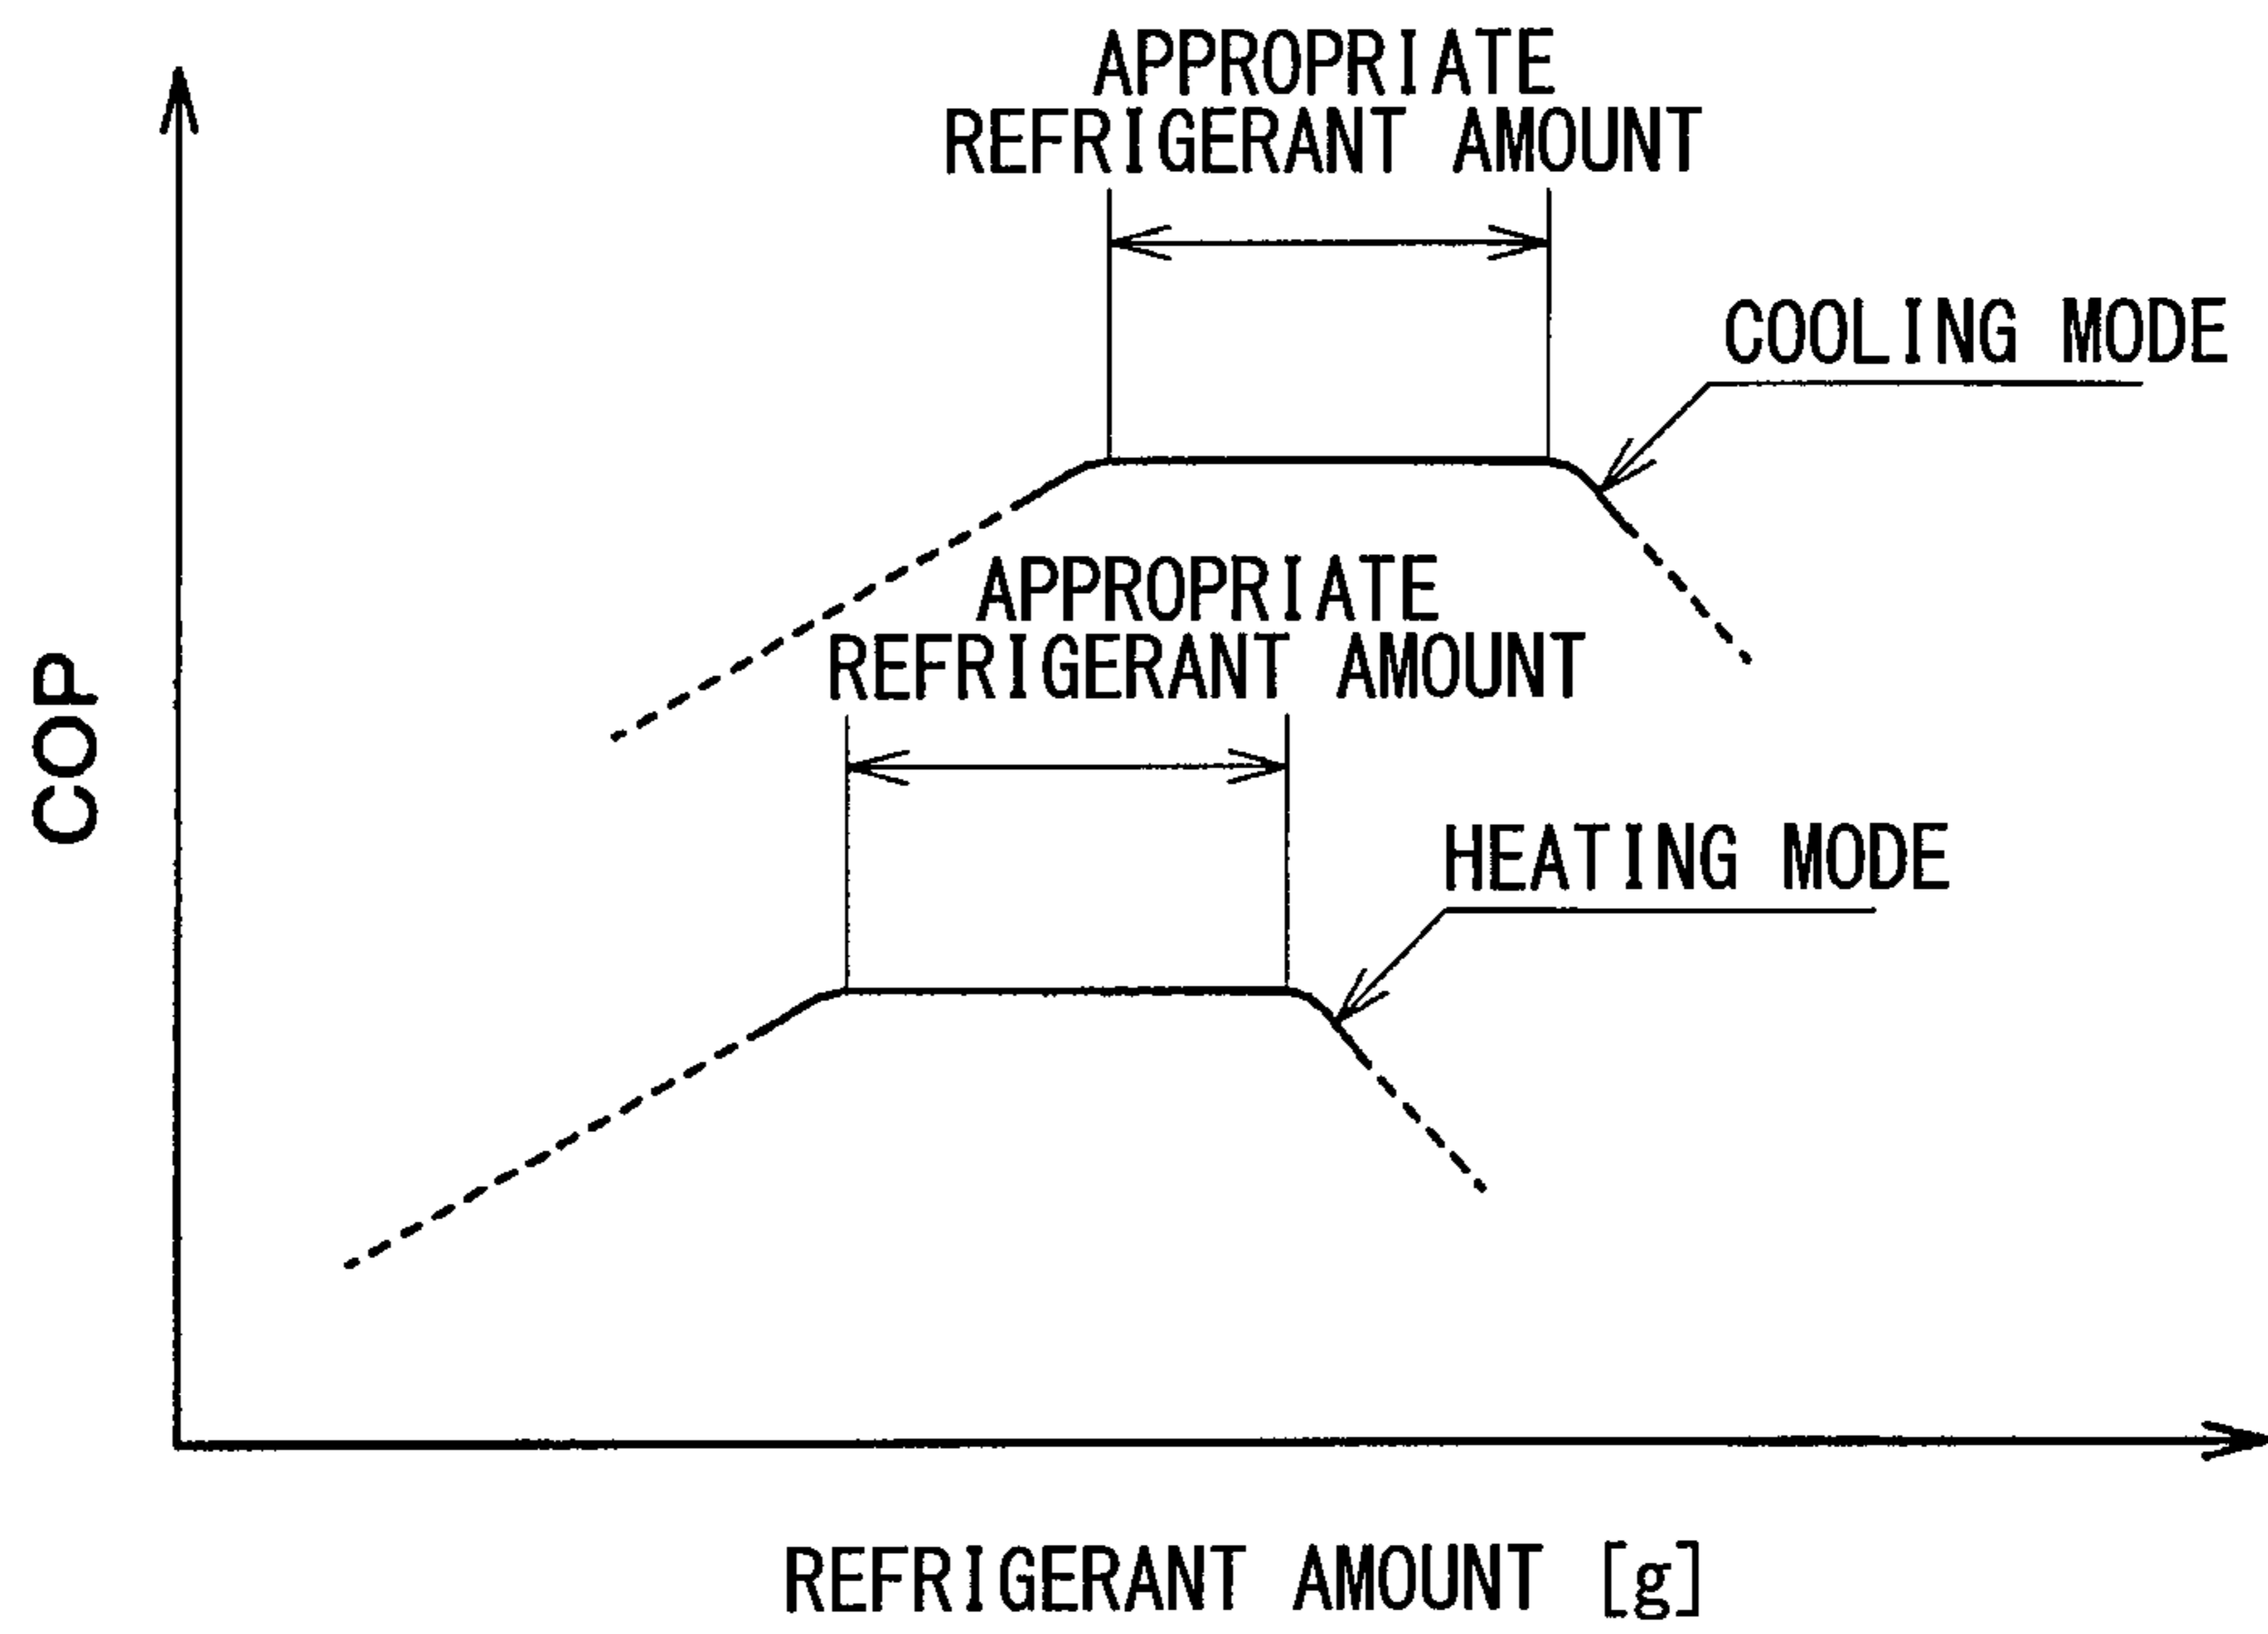 APPROPRIATE
REFRIGERANT AMOUNT
COOLING MODE
APPROPRIATE
REFRIGERANT AMOUNT
HEATING MODE
COP
REFRIGERANT AMOUNT [g]